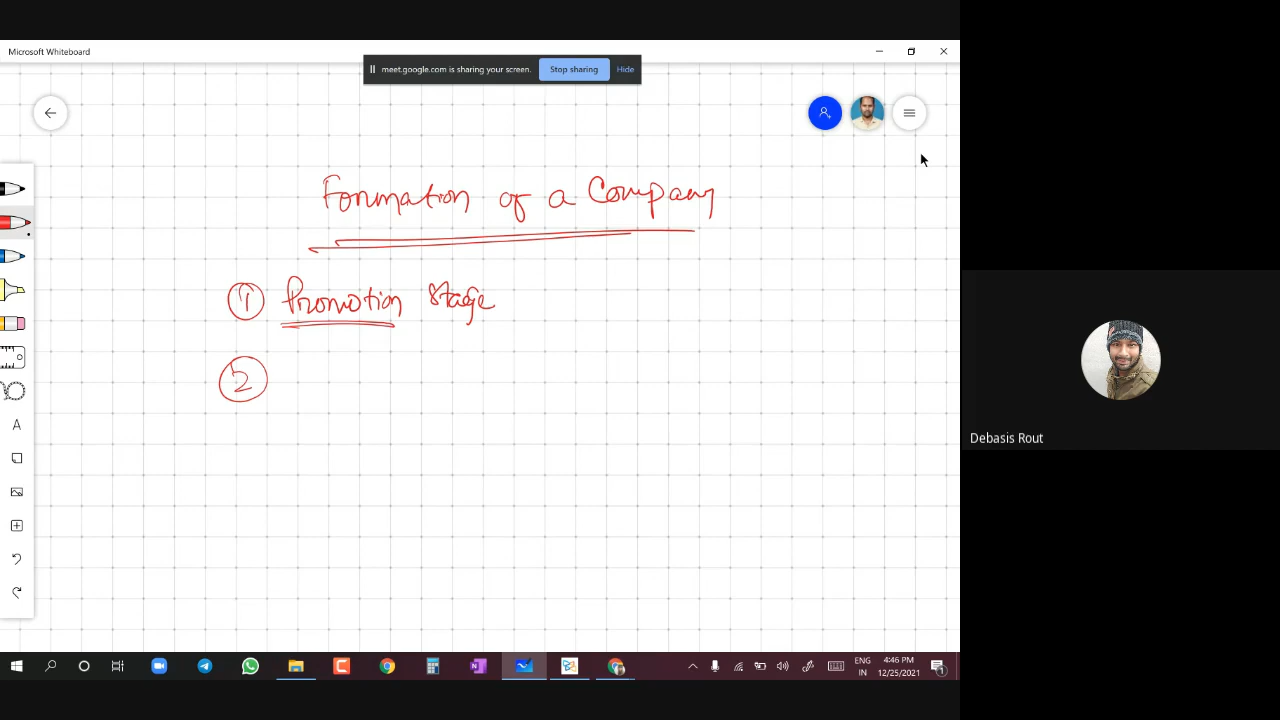 Microsoft Whiteboard
meet.google.com is sharing your screen. Stop sharing Hide
Formation of a Company
1 Promotion Stage
2
Debasis Rout
A
ENG
IN
4:46 PM
12/25/2021
1